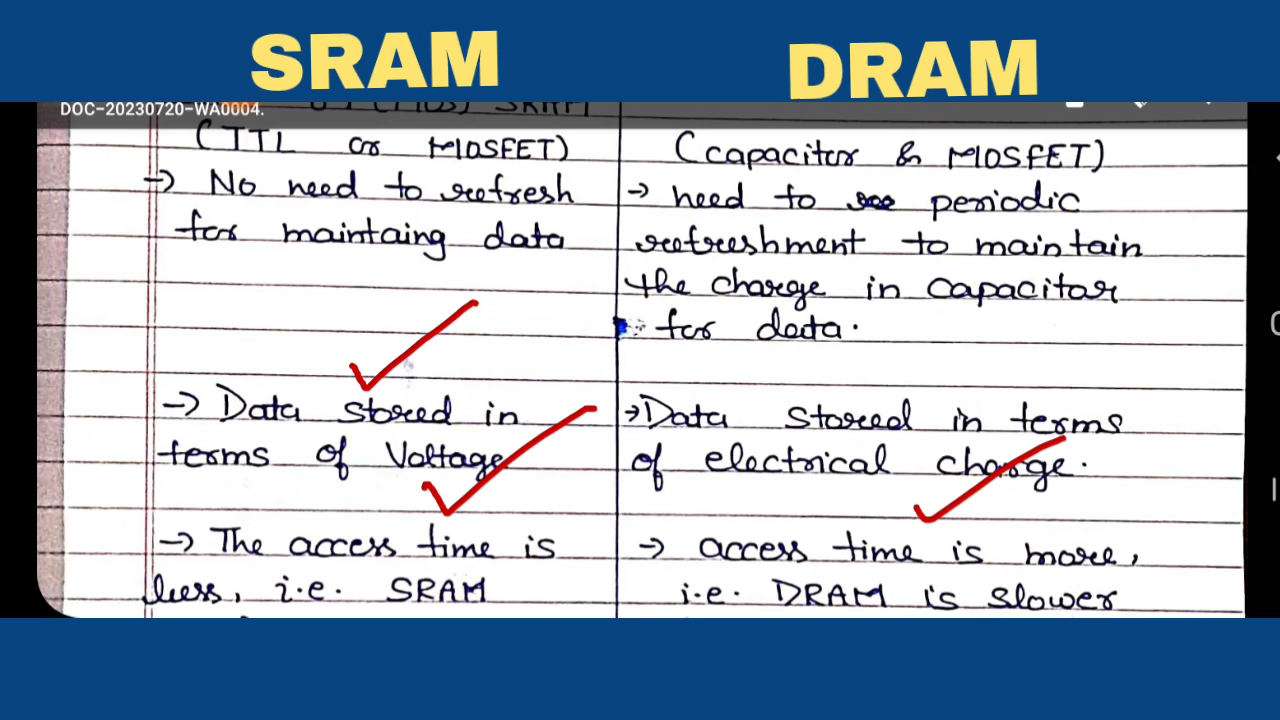 SRAM
DRAM
DOC-20230720-WA0004.
(TTL or MOSFET)
→ No need to refresh
for maintaing data
→ Data stored in
terms of Voltage
→ The access time is
less, i.e. SRAM
(capacitor & MOSFET)
→ need to periodic
refreshment to maintain
the charge in capacitor
for data.
→ Data stored in terms
of electrical charge.
→ access time is more,
i.e. DRAM is slower